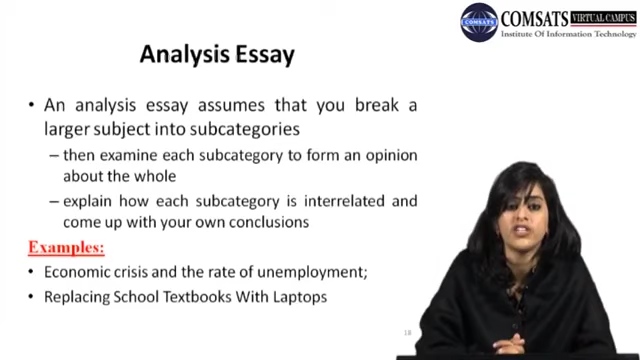 COMSATS VIRTUAL CAMPUS
Institute Of Information Technology
Analysis Essay
• An analysis essay assumes that you break a
larger subject into subcategories
– then examine each subcategory to form an opinion
about the whole
– explain how each subcategory is interrelated and
come up with your own conclusions
Examples:
• Economic crisis and the rate of unemployment;
• Replacing School Textbooks With Laptops
18